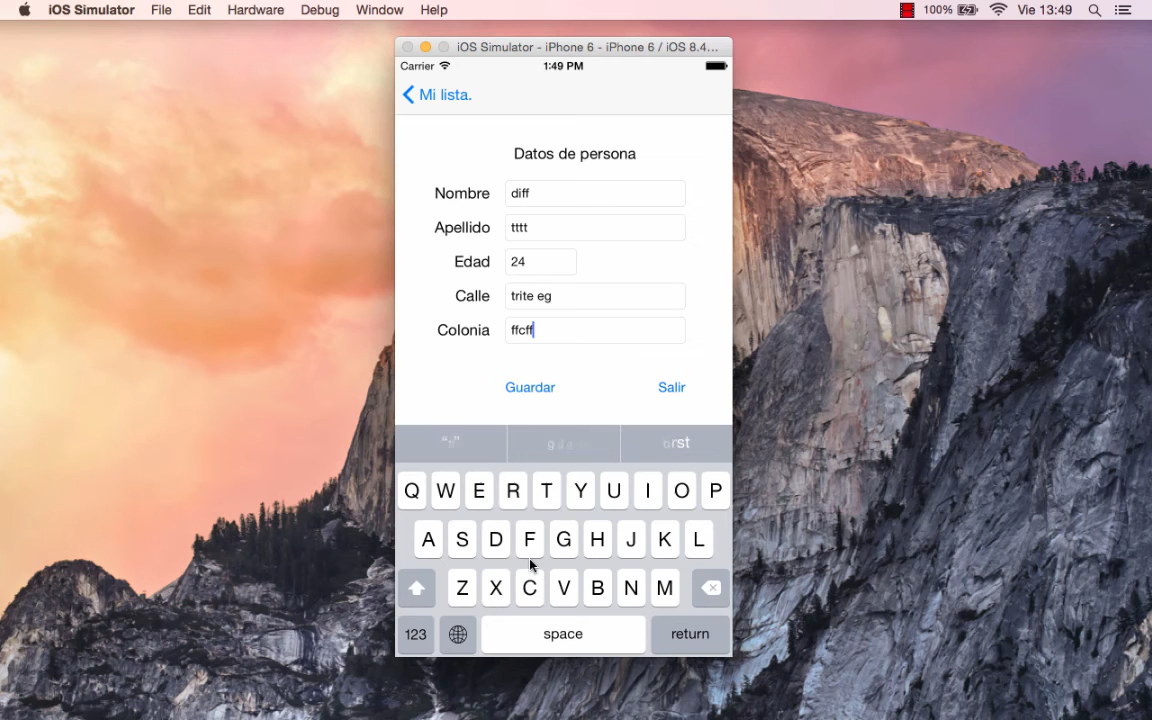 iOS Simulator File Edit Hardware Debug Window Help 100% Vie 13:49
iOS Simulator - iPhone 6 - iPhone 6 / iOS 8.4...
Carrier 1:49 PM
Mi lista.
Datos de persona
Nombre diff
Apellido tttt
Edad 24
Calle trite eg
Colonia ffcff
Guardar Salir
Q W E R T Y U I O P
A S D F G H J K L
Z X C V B N M
123 space return